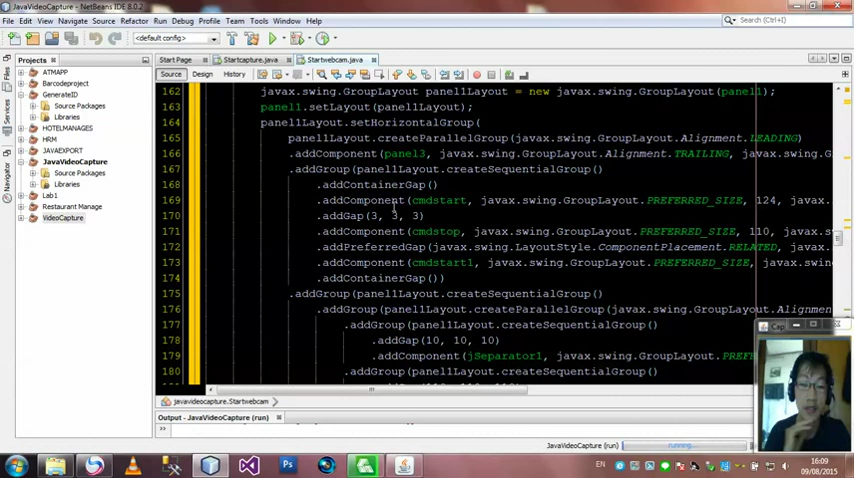 JavaVideoCapture - NetBeans IDE 8.0.2
File Edit View Navigate Source Refactor Run Debug Profile Team Tools Window Help
Search (Ctrl+I)
<default config>
Projects
Start Page
Startcapture.java
Startwebcam.java
Source Design History
Files
Services
Navigator
ATMAPP
Barcodeproject
GenerateID
Source Packages
Libraries
HOTELMANAGES
HRM
JAVAEXPORT
JavaVideoCapture
Source Packages
Libraries
Lab1
Restaurant Manage
VideoCapture
162 javax.swing.GroupLayout panel1Layout = new javax.swing.GroupLayout(panel1);
163 panel1.setLayout(panel1Layout);
164 panel1Layout.setHorizontalGroup(
165 panel1Layout.createParallelGroup(javax.swing.GroupLayout.Alignment.LEADING)
166 .addComponent(panel3, javax.swing.GroupLayout.Alignment.TRAILING, javax.swing.G
167 .addGroup(panel1Layout.createSequentialGroup()
168 .addContainerGap()
169 .addComponent(cmdstart, javax.swing.GroupLayout.PREFERRED_SIZE, 124, javax.
170 .addGap(3, 3, 3)
171 .addComponent(cmdstop, javax.swing.GroupLayout.PREFERRED_SIZE, 110, javax.s
172 .addPreferredGap(javax.swing.LayoutStyle.ComponentPlacement.RELATED, javax.
173 .addComponent(cmdstart1, javax.swing.GroupLayout.PREFERRED_SIZE, javax.swin
174 .addContainerGap())
175 .addGroup(panel1Layout.createSequentialGroup()
176 .addGroup(panel1Layout.createParallelGroup(javax.swing.GroupLayout.Alignmen
177 .addGroup(panel1Layout.createSequentialGroup()
178 .addGap(10, 10, 10)
179 .addComponent(jSeparator1, javax.swing.GroupLayout.PREF
180 .addGroup(panel1Layout.createSequentialGroup()
Cap
javavideocapture.Startwebcam
Output - JavaVideoCapture (run)
JavaVideoCapture (run) running...
EN
16:09
09/08/2015